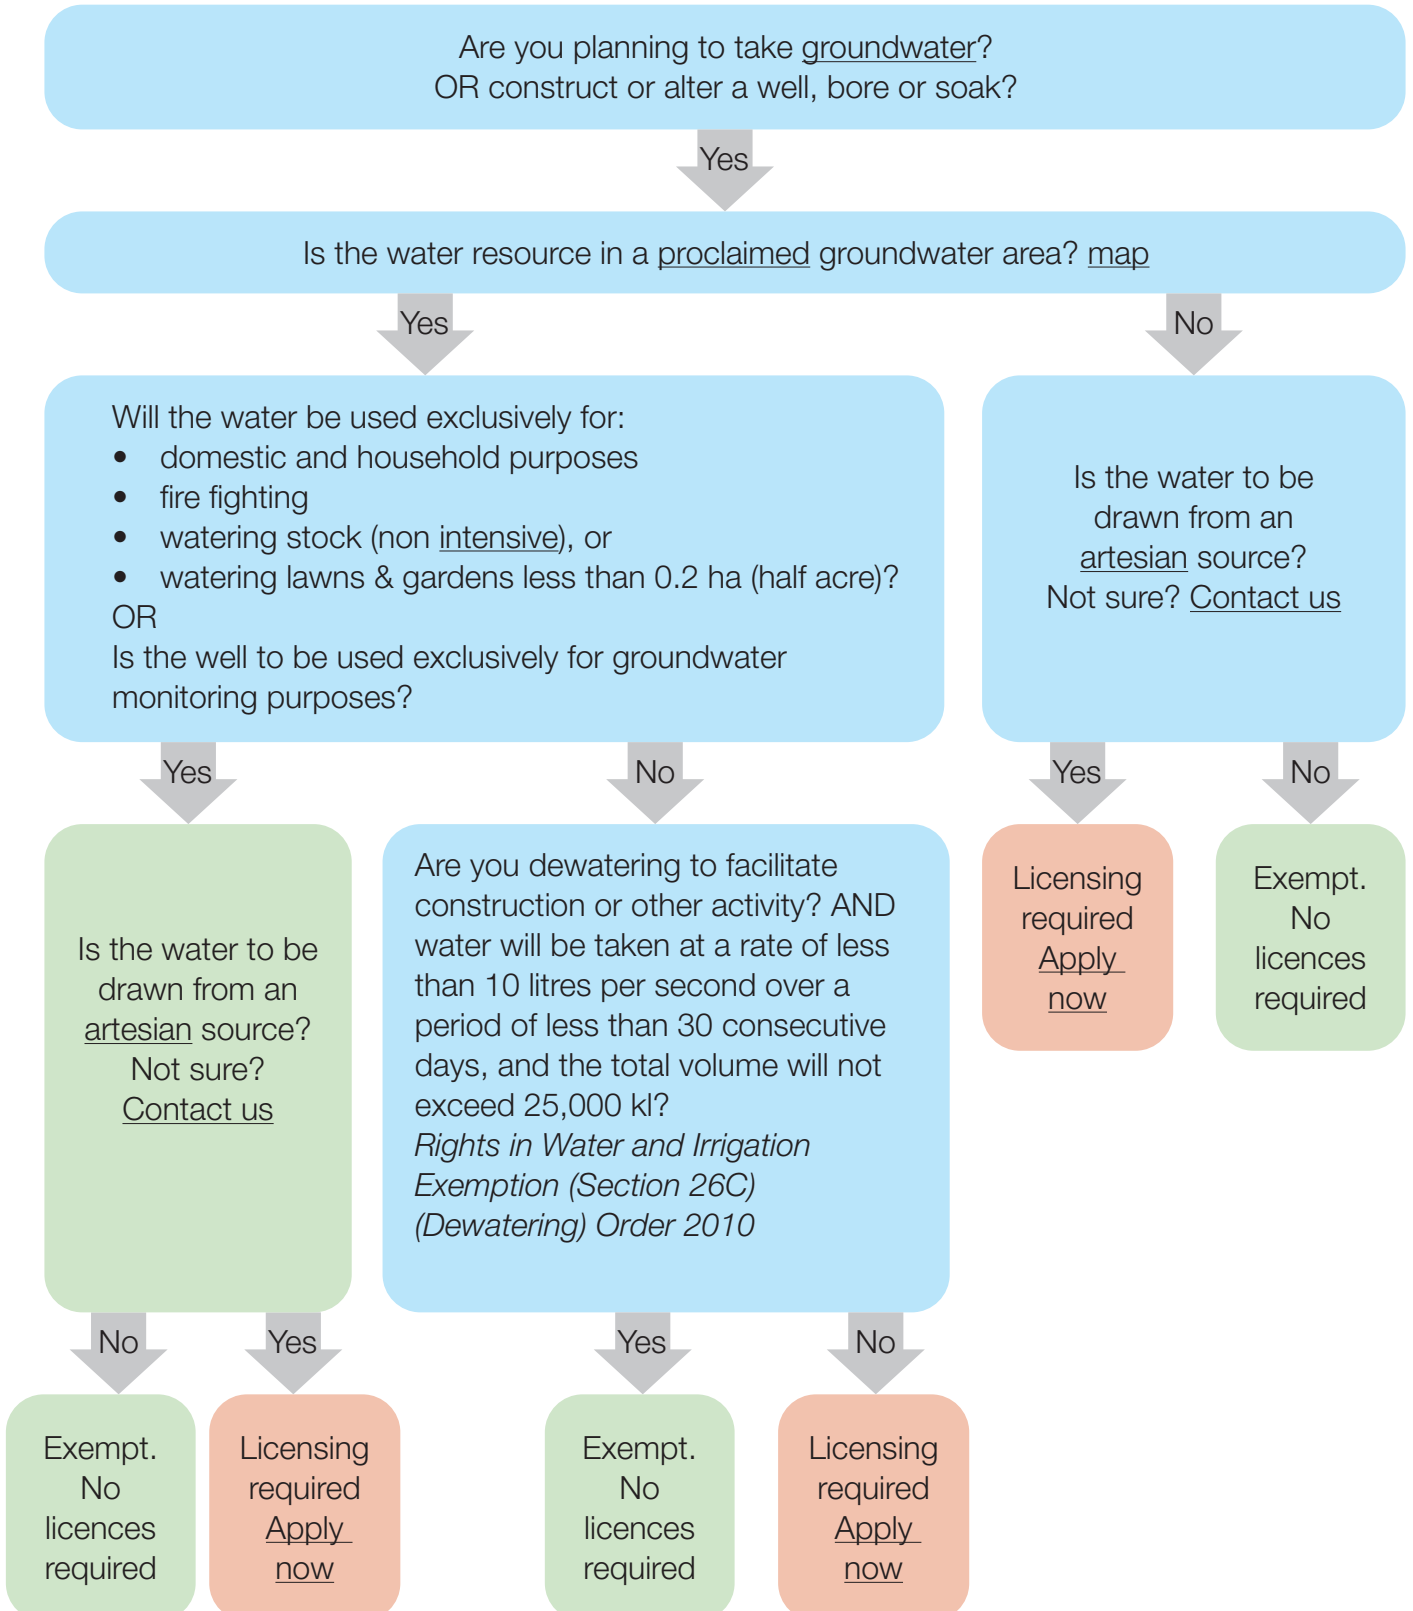 Are you planning to take groundwater?
OR construct or alter a well, bore or soak?
Yes
Is the water resource in a proclaimed groundwater area? map
Yes
No
Will the water be used exclusively for:
• domestic and household purposes
• fire fighting
• watering stock (non intensive), or
• watering lawns & gardens less than 0.2 ha (half acre)?
OR
Is the well to be used exclusively for groundwater
monitoring purposes?
Is the water to be
drawn from an
artesian source?
Not sure? Contact us
Yes
No
Yes
No
Is the water to be
drawn from an
artesian source?
Not sure?
Contact us
Are you dewatering to facilitate
construction or other activity? AND
water will be taken at a rate of less
than 10 litres per second over a
period of less than 30 consecutive
days, and the total volume will not
exceed 25,000 kl?
Rights in Water and Irrigation
Exemption (Section 26C)
(Dewatering) Order 2010
Licensing
required
Apply
now
Exempt.
No
licences
required
No
Yes
Yes
No
Exempt.
No
licences
required
Licensing
required
Apply
now
Exempt.
No
licences
required
Licensing
required
Apply
now